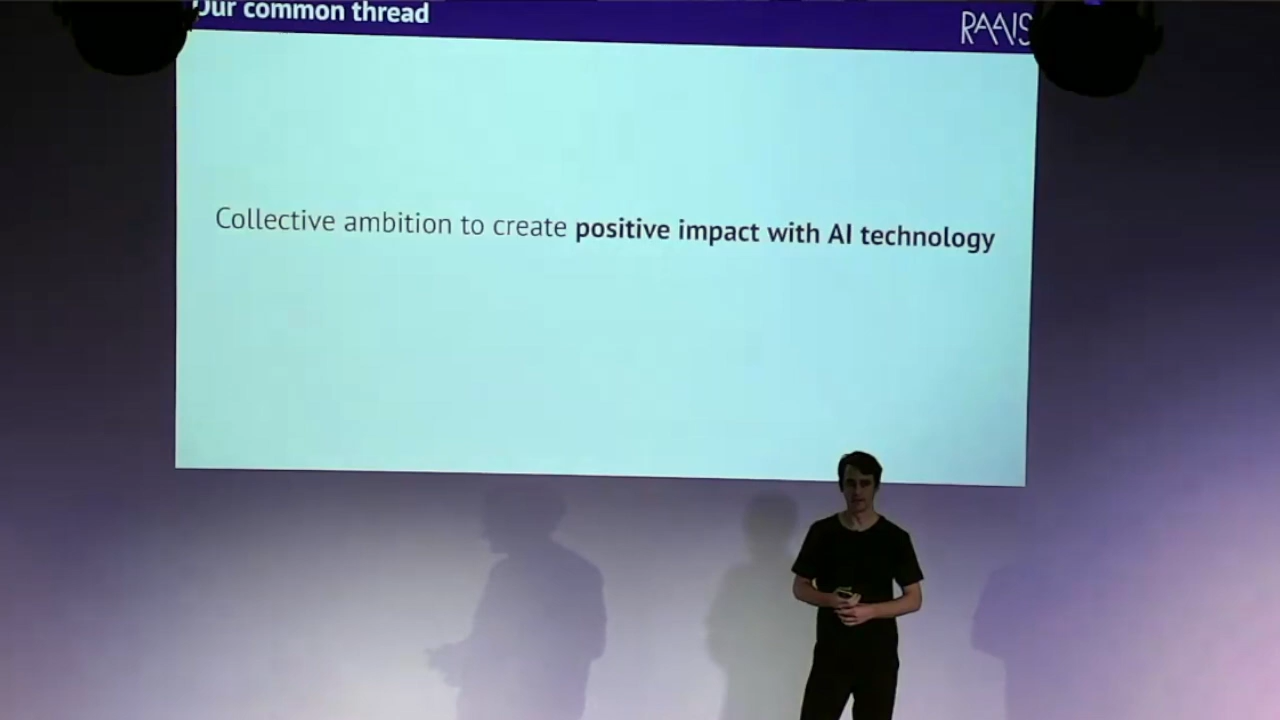 Our common thread
RAAIS
Collective ambition to create positive impact with AI technology